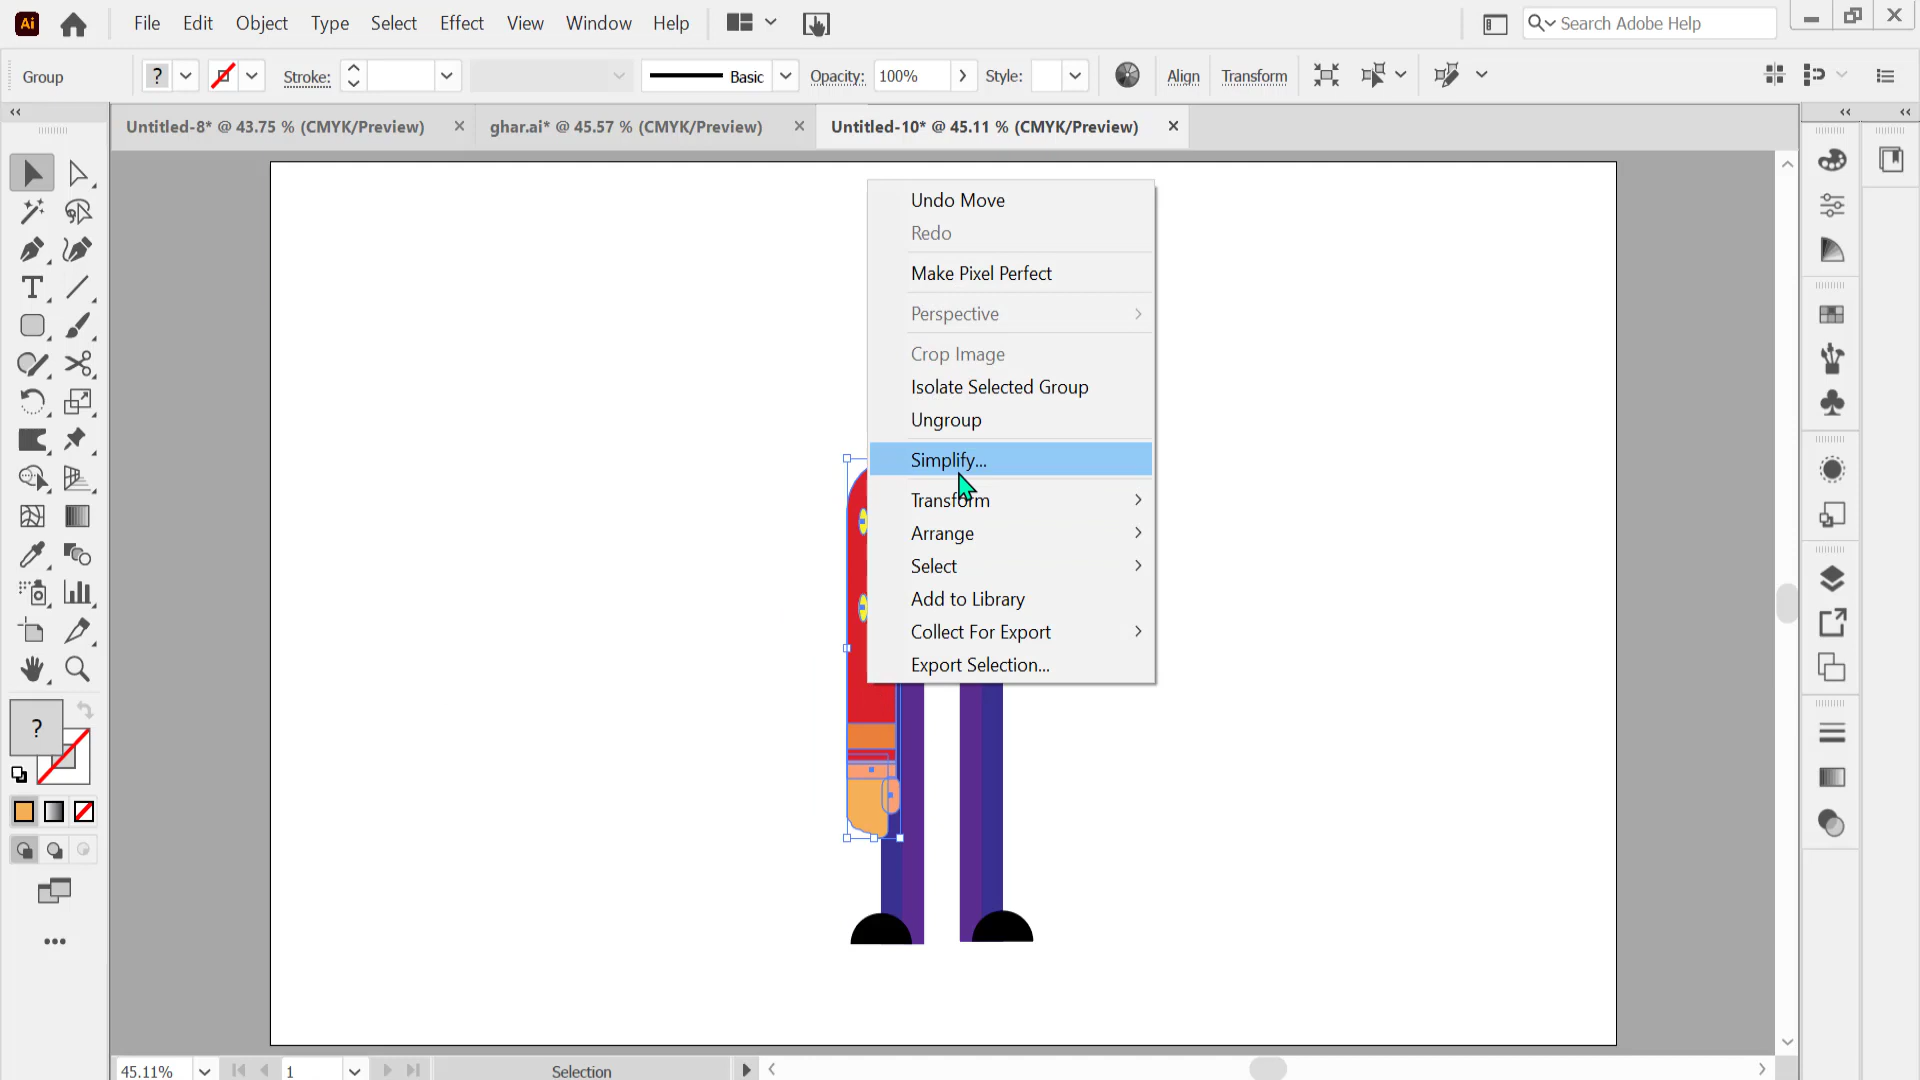 Ai File Edit Object Type Select Effect View Window Help Search Adobe Help
Group ? Stroke: Basic Opacity: 100% Style: Align Transform
Untitled-8* @ 43.75 % (CMYK/Preview) ghar.ai* @ 45.57 % (CMYK/Preview) Untitled-10* @ 45.11 % (CMYK/Preview)
Undo Move
Redo
Make Pixel Perfect
Perspective
Crop Image
Isolate Selected Group
Ungroup
Simplify...
Transform
Arrange
Select
Add to Library
Collect For Export
Export Selection...
?
45.11% 1 Selection